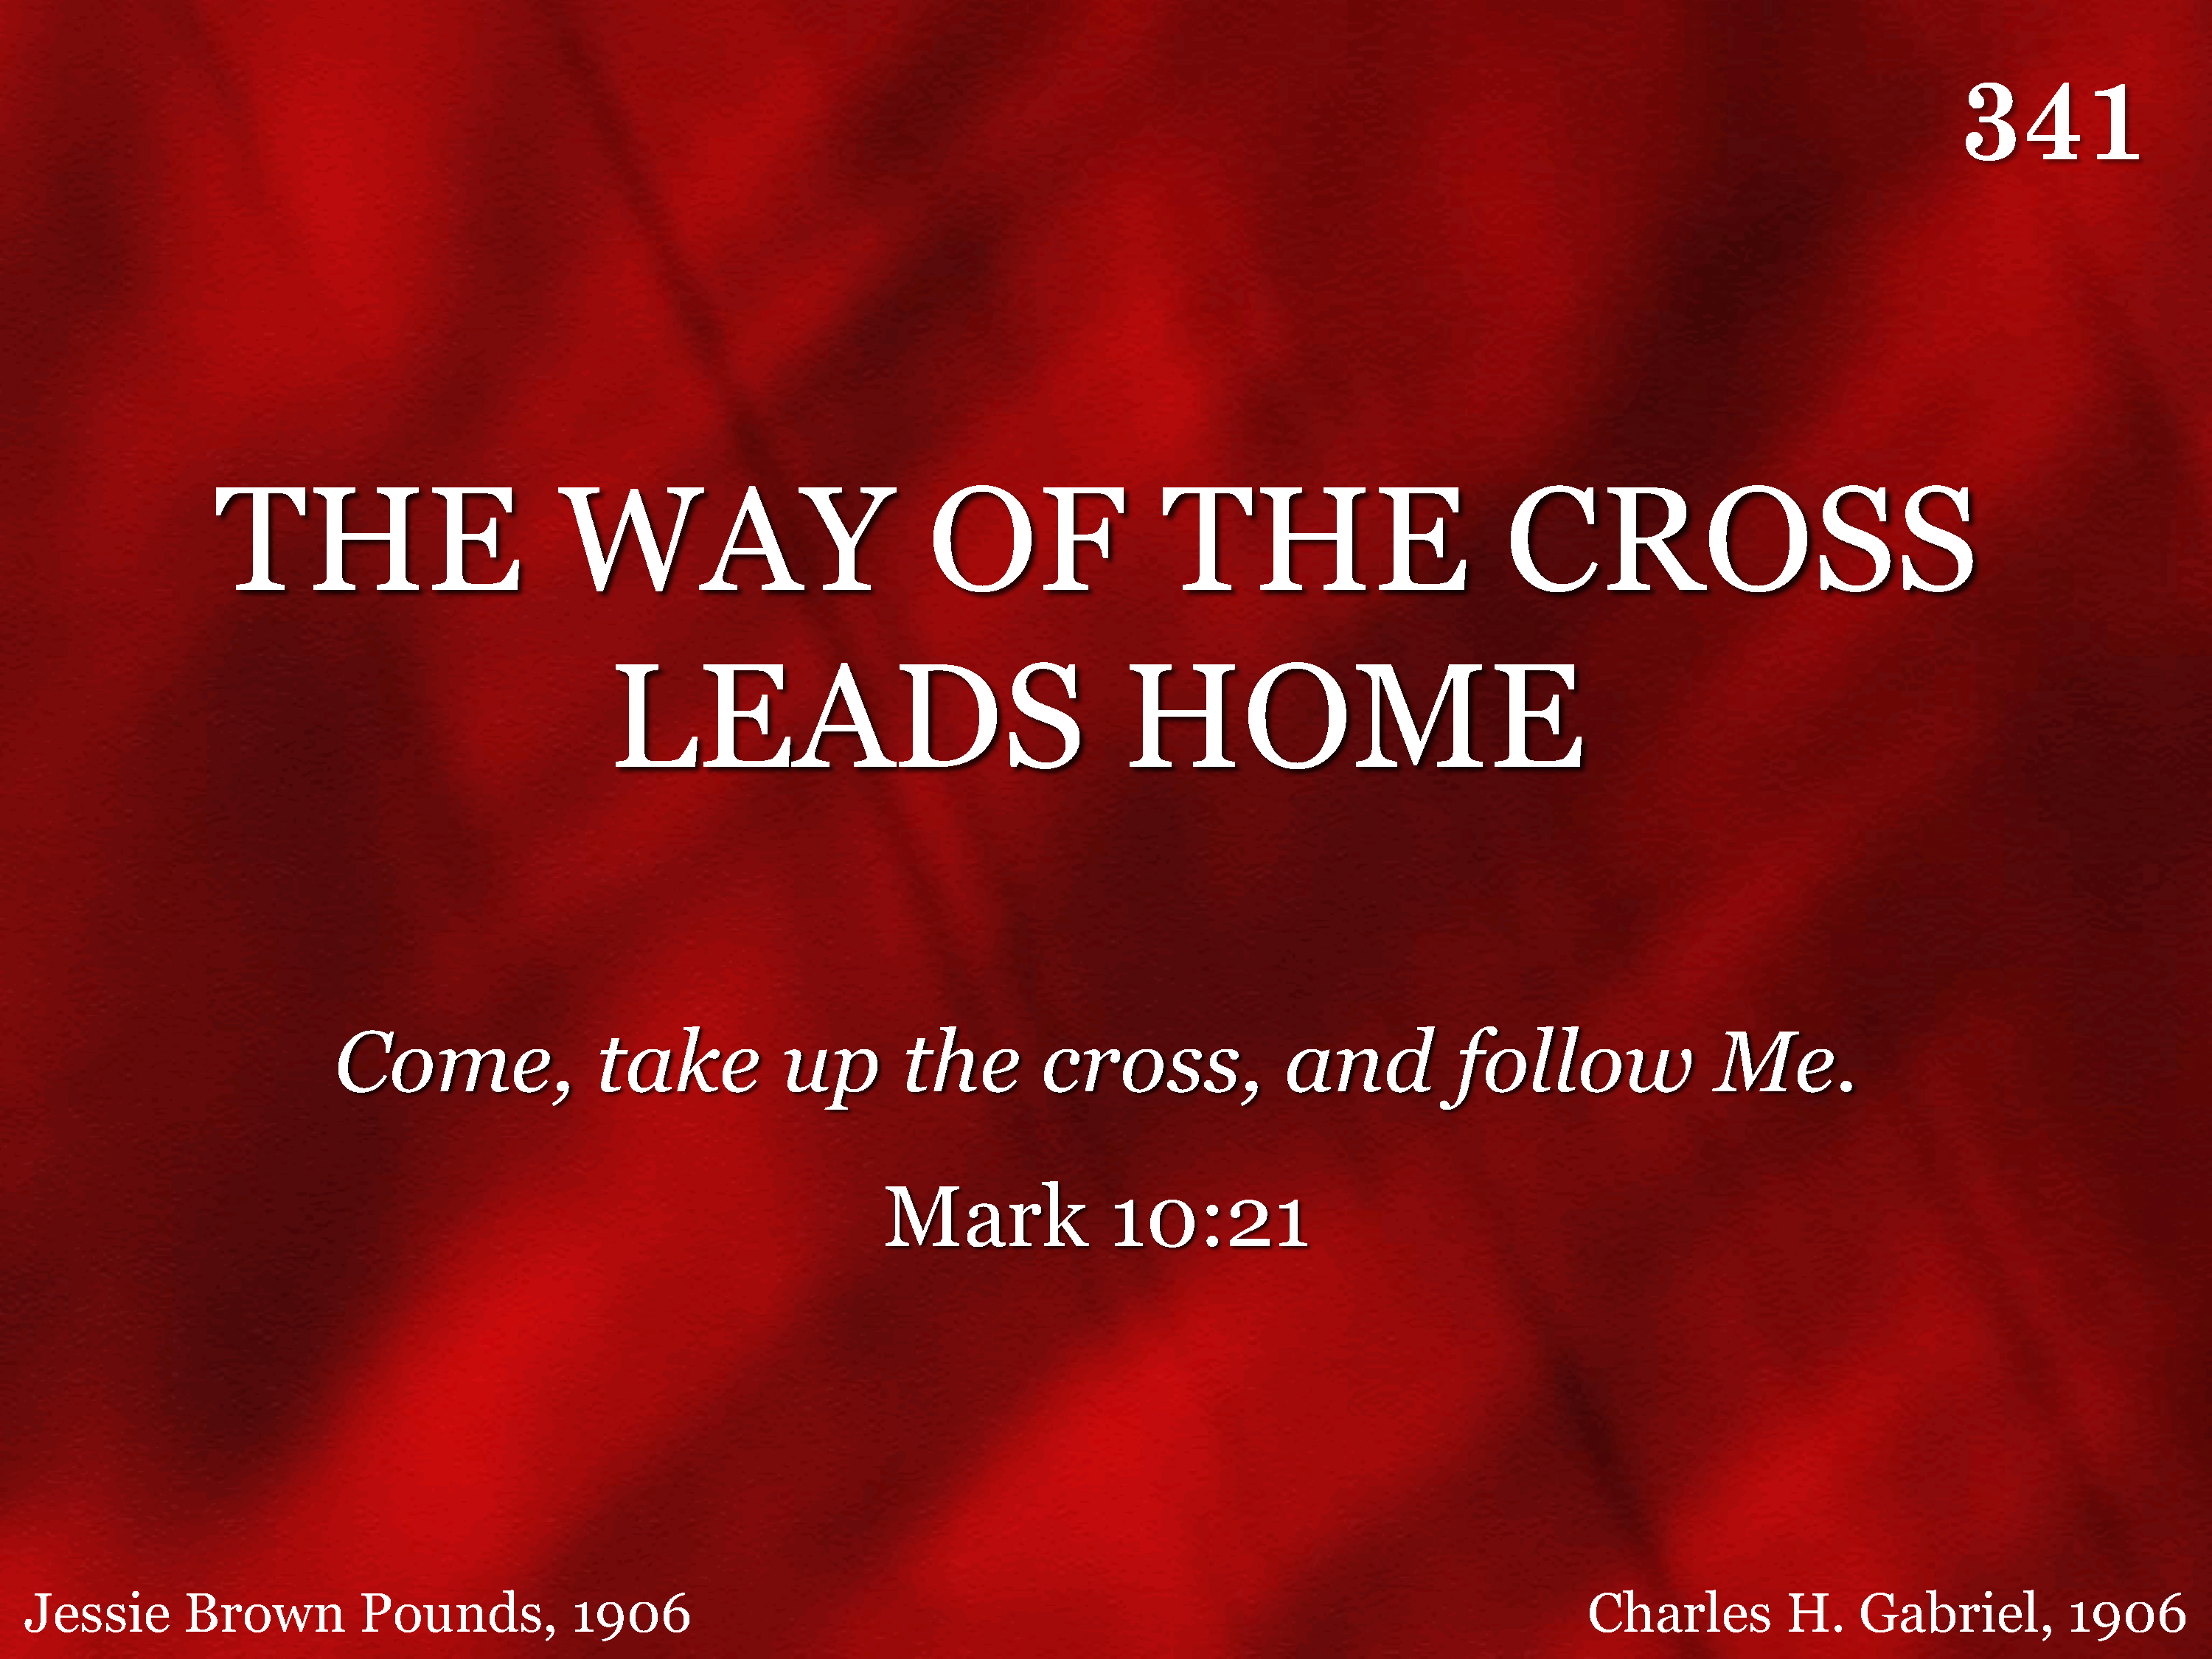 341
THE WAY OF THE CROSS
LEADS HOME
Come, take up the cross, and follow Me.
Mark 10:21
Jessie Brown Pounds, 1906
Charles H. Gabriel, 1906